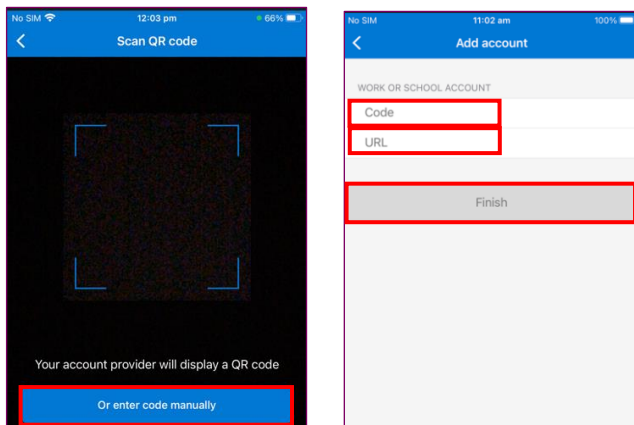 No SIM 12:03 pm 66%
Scan QR code
Your account provider will display a QR code
Or enter code manually
No SIM 11:02 am 100%
Add account
WORK OR SCHOOL ACCOUNT
Code
URL
Finish